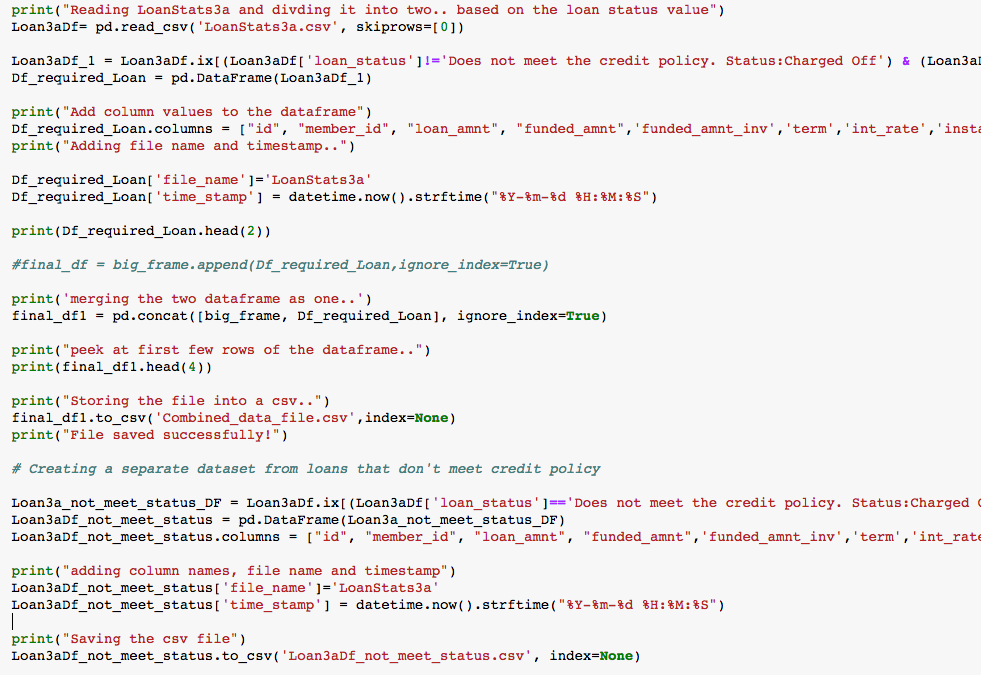 print("Reading LoanStats3a and divding it into two.. based on the loan status value")
Loan3aDf= pd.read_csv('LoanStats3a.csv', skiprows=[0])
Loan3aDf_1 = Loan3aDf.ix[(Loan3aDf['loan_status']!='Does not meet the credit policy. Status:Charged Off') & (Loan3aD
Df_required_Loan = pd.DataFrame(Loan3aDf_1)
print("Add column values to the dataframe")
Df_required_Loan.columns = ["id", "member_id", "loan_amnt", "funded_amnt",'funded_amnt_inv','term','int_rate','insta
print("Adding file name and timestamp..")
Df_required_Loan['file_name']='LoanStats3a'
Df_required_Loan['time_stamp'] = datetime.now().strftime("%Y-%m-%d %H:%M:%S")
print(Df_required_Loan.head(2))
#final_df = big_frame.append(Df_required_Loan,ignore_index=True)
print('merging the two dataframe as one..')
final_df1 = pd.concat([big_frame, Df_required_Loan], ignore_index=True)
print("peek at first few rows of the dataframe..")
print(final_df1.head(4))
print("Storing the file into a csv..")
final_df1.to_csv('Combined_data_file.csv',index=None)
print("File saved successfully!")
# Creating a separate dataset from loans that don't meet credit policy
Loan3a_not_meet_status_DF = Loan3aDf.ix[(Loan3aDf['loan_status']=='Does not meet the credit policy. Status:Charged O
Loan3aDf_not_meet_status = pd.DataFrame(Loan3a_not_meet_status_DF)
Loan3aDf_not_meet_status.columns = ["id", "member_id", "loan_amnt", "funded_amnt",'funded_amnt_inv','term','int_rate
print("adding column names, file name and timestamp")
Loan3aDf_not_meet_status['file_name']='LoanStats3a'
Loan3aDf_not_meet_status['time_stamp'] = datetime.now().strftime("%Y-%m-%d %H:%M:%S")
print("Saving the csv file")
Loan3aDf_not_meet_status.to_csv('Loan3aDf_not_meet_status.csv', index=None)